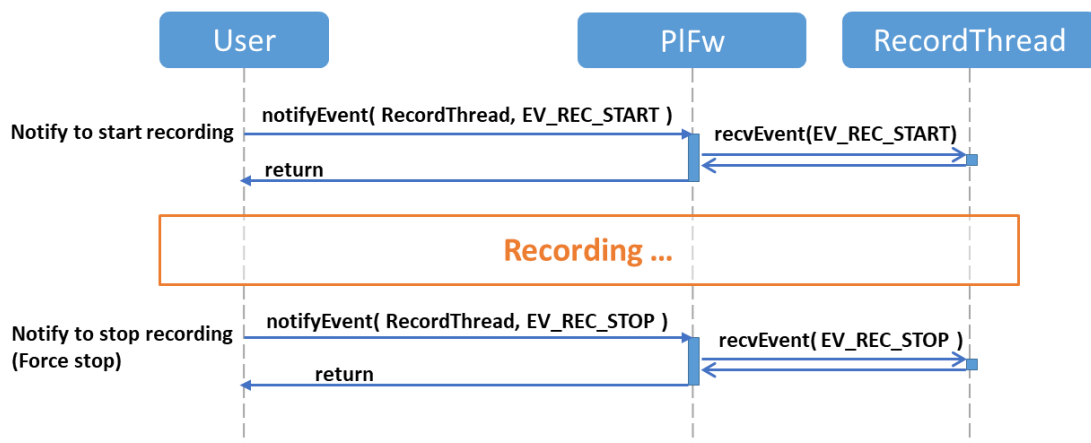 User
PlFw
RecordThread
notifyEvent( RecordThread, EV_REC_START )
Notify to start recording
recvEvent(EV_REC_START)
return
Recording ...
notifyEvent( RecordThread, EV_REC_STOP )
Notify to stop recording
(Force stop)
recvEvent( EV_REC_STOP )
return